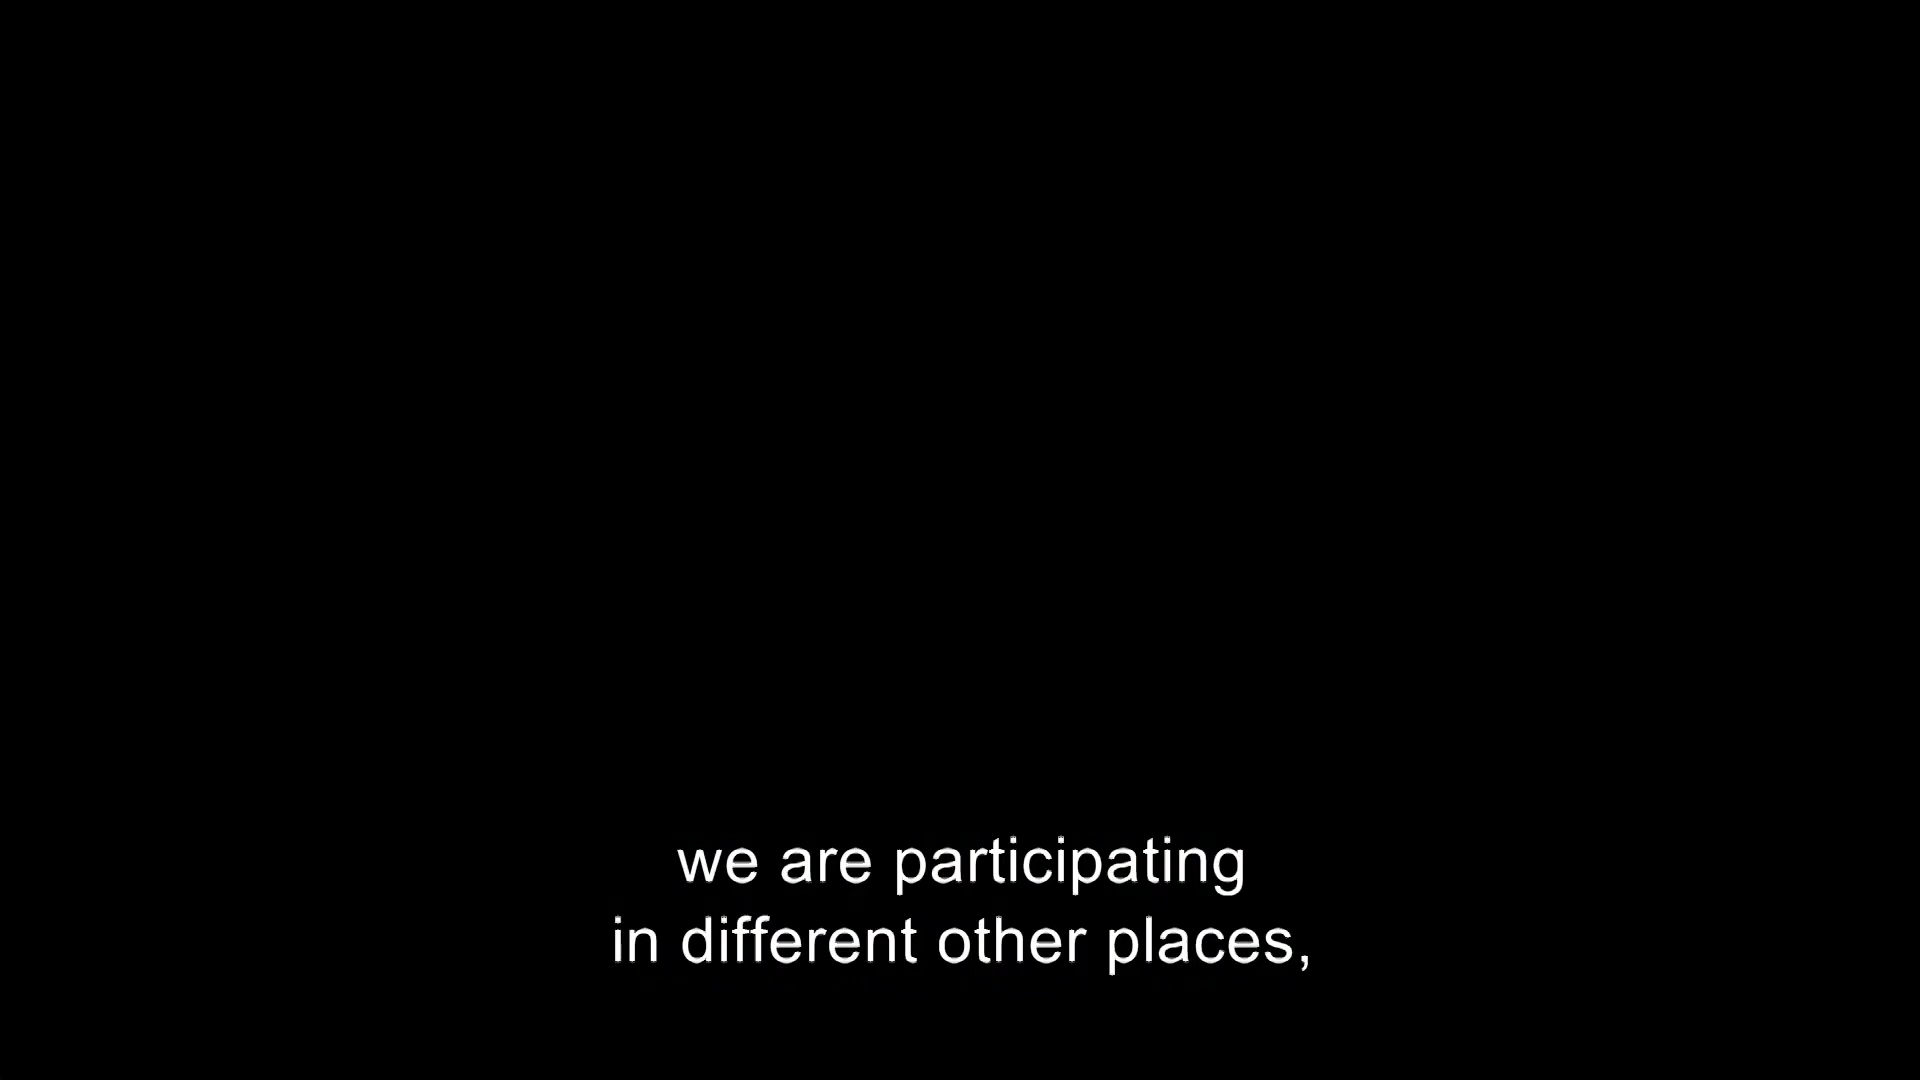 we are participating
in different other places,